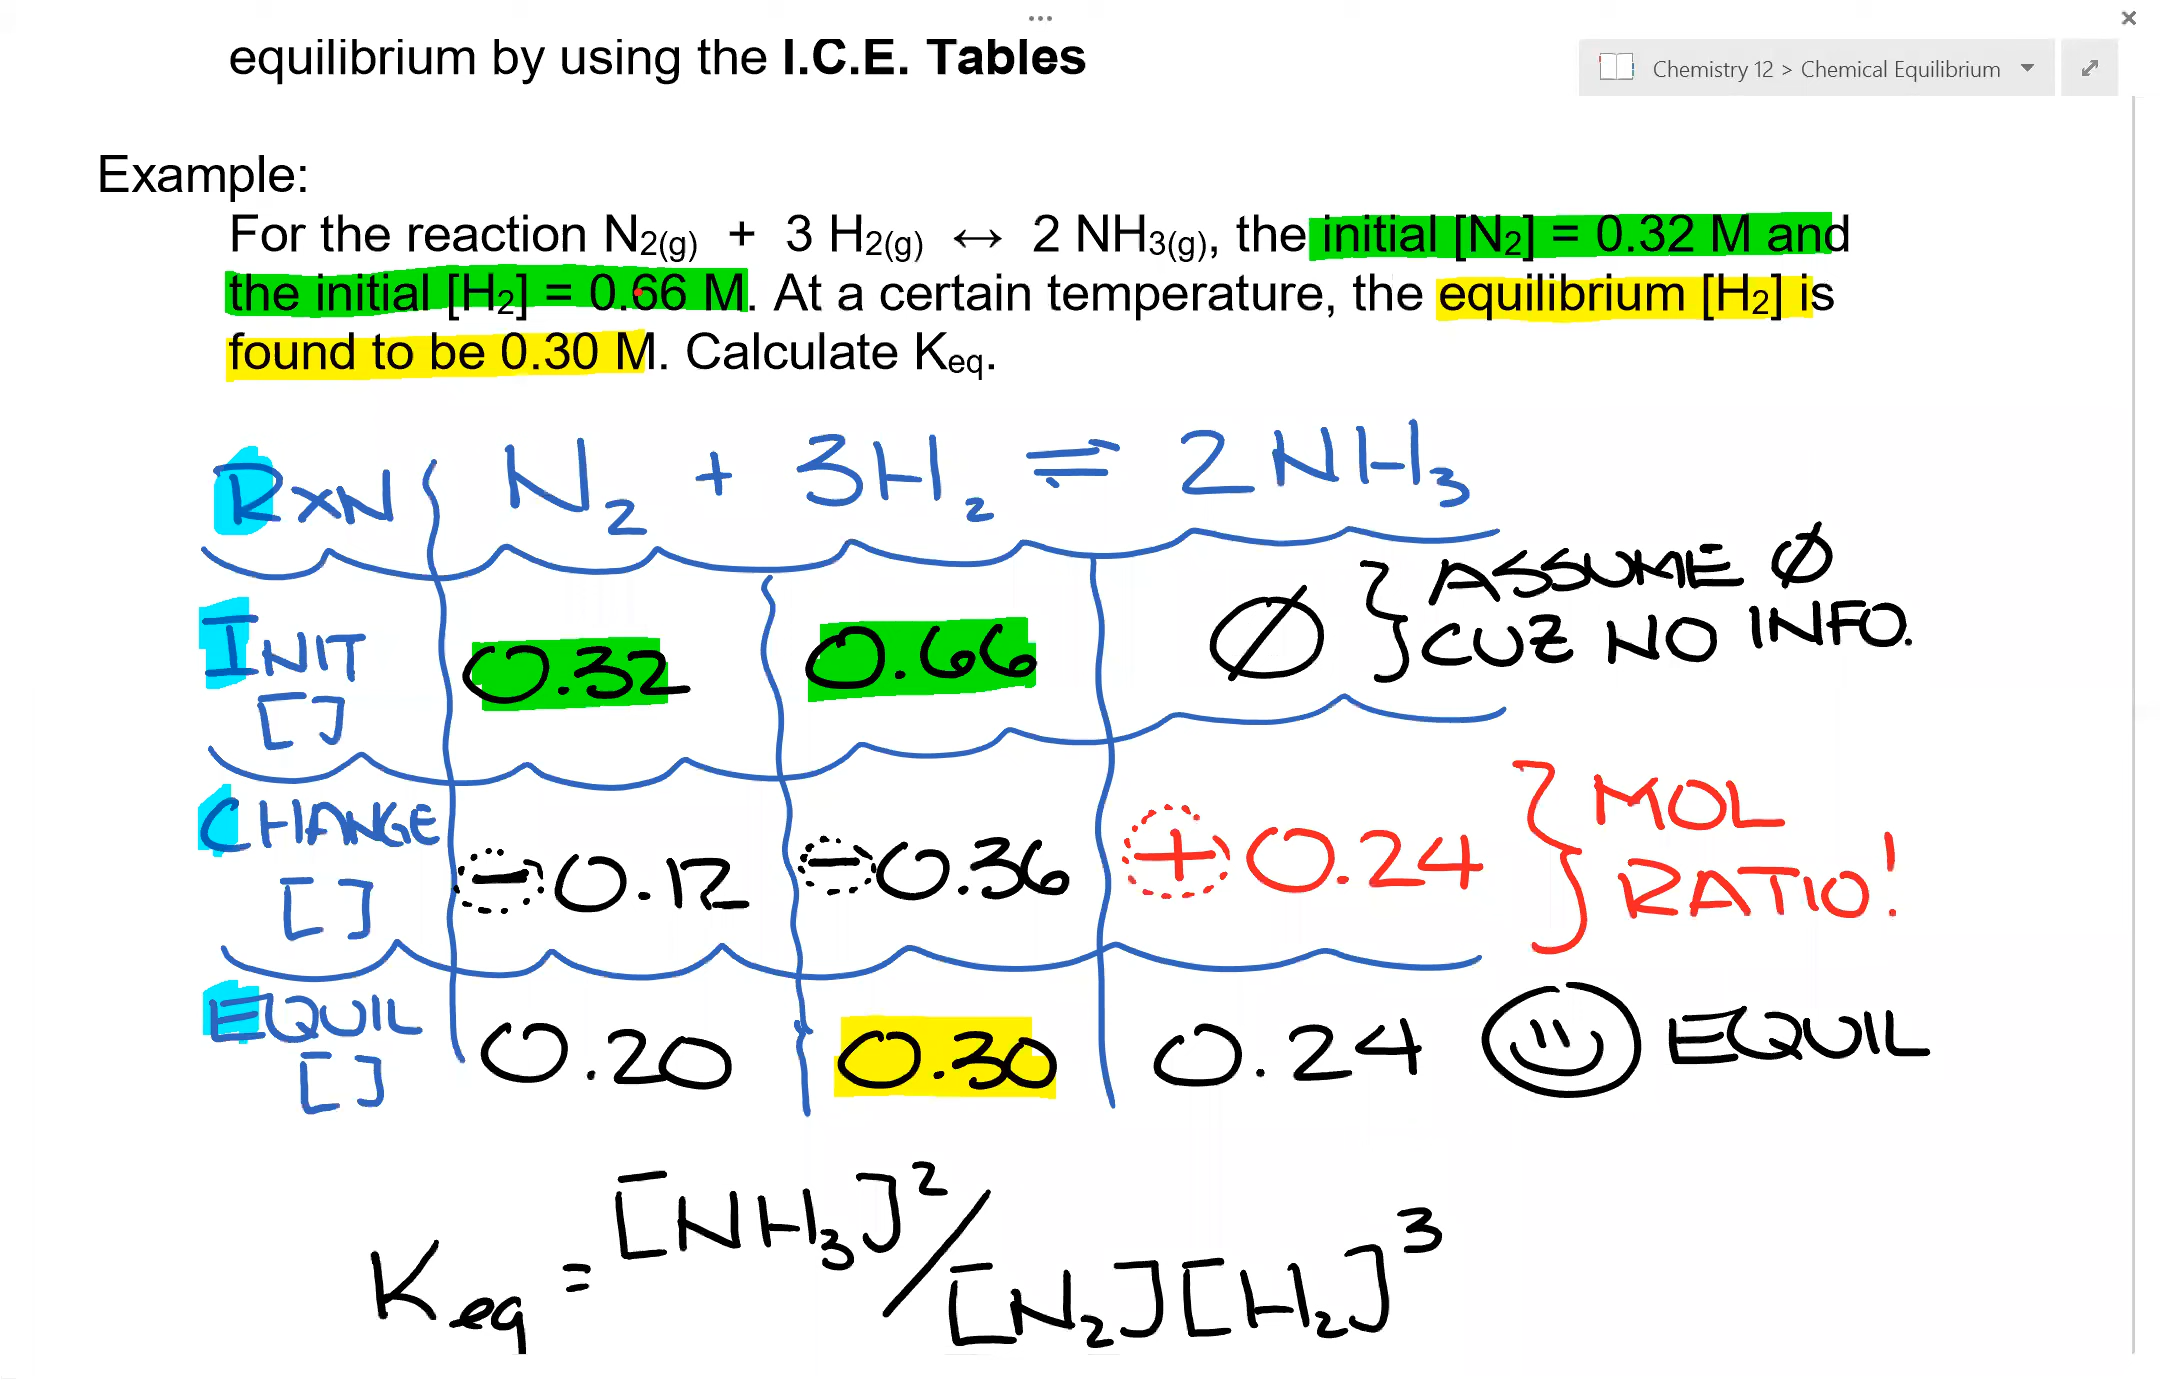 ...
×
equilibrium by using the I.C.E. Tables
Chemistry 12 > Chemical Equilibrium
Example:
For the reaction N2(g) + 3 H2(g) ↔ 2 NH3(g), the initial [N2] = 0.32 M and
the initial [H2] = 0.66 M. At a certain temperature, the equilibrium [H2] is
found to be 0.30 M. Calculate Keq.
RXN N2 + 3H2 ⇌ 2NH3
INIT [ ] 0.32 0.66 Ø } ASSUME Ø
CUZ NO INFO.
CHANGE [ ] -0.12 -0.36 +0.24 } MOL
RATIO!
EQUIL [ ] 0.20 0.30 0.24 EQUIL
Keq = [NH3]²/[N2][H2]³